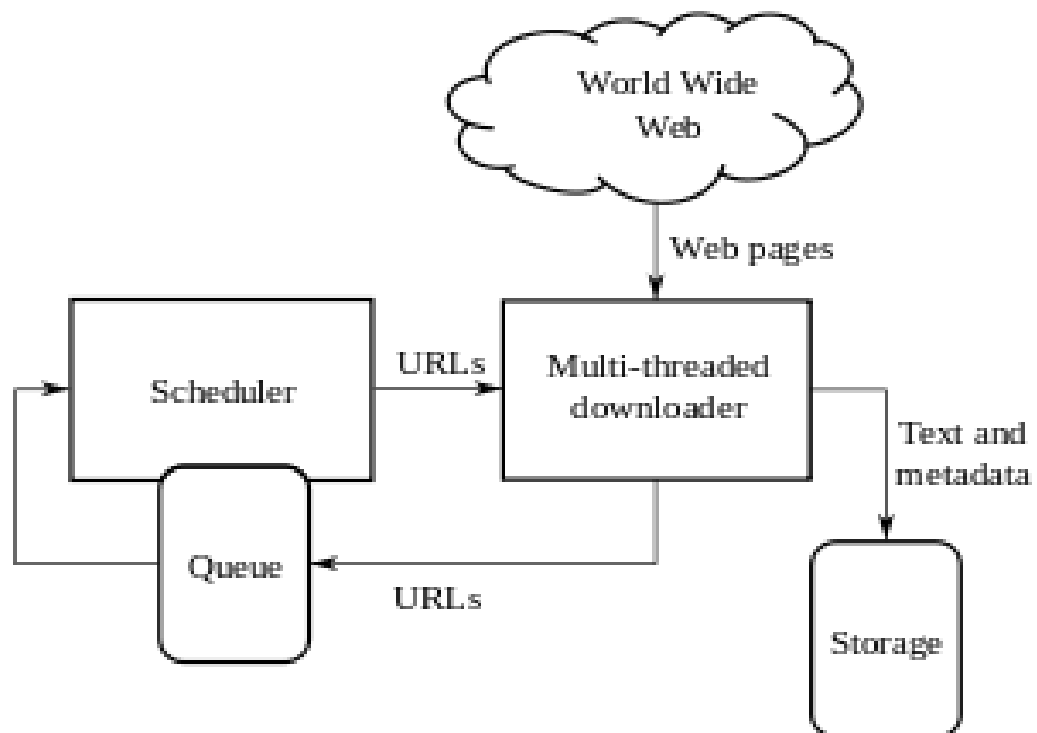 World Wide
Web
Web pages
URLs
Scheduler
Multi-threaded
downloader
Text and
metadata
Queue
URLs
Storage